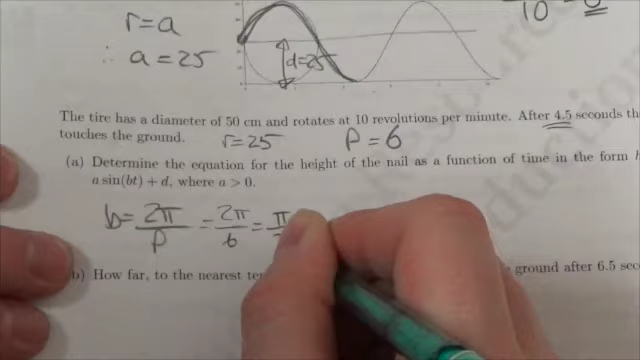 r=a
10
∴ a=25
d=25
The tire has a diameter of 50 cm and rotates at 10 revolutions per minute. After 4.5 seconds th
touches the ground. r=25 P=6
(a) Determine the equation for the height of the nail as a function of time in the form h
a sin(bt) + d, where a > 0.
b= 2π/P = 2π/6 = π/
b) How far, to the nearest ground after 6.5 sec